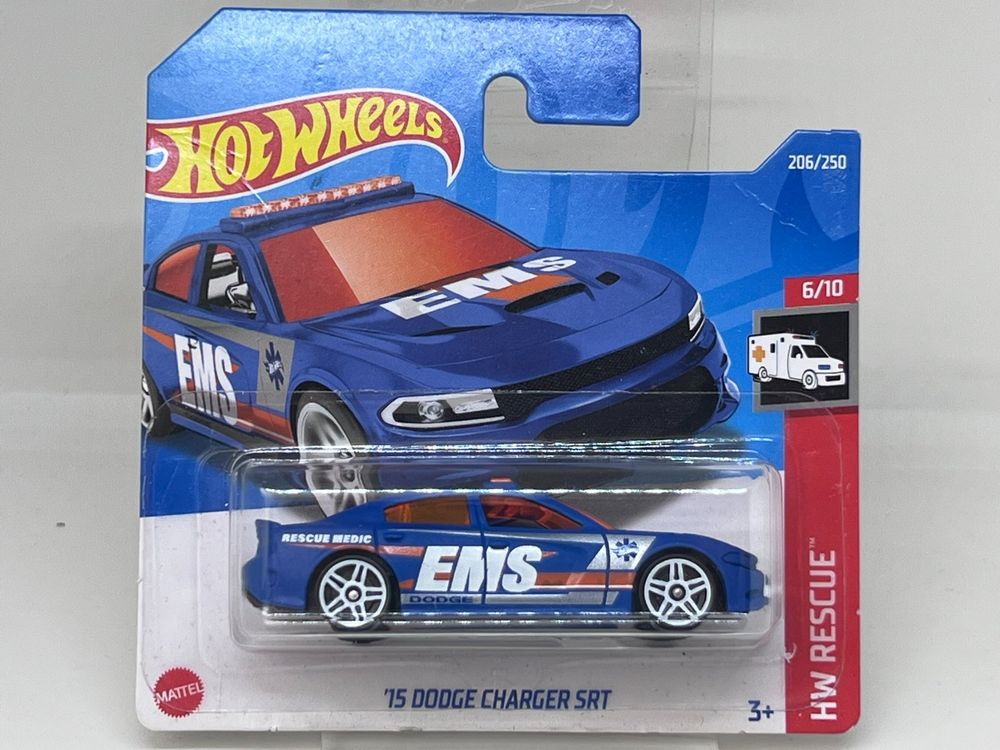 HOT WHEELS
206/250
6/10
EMS
EMS
RESCUE MEDIC
EMS
DODGE
HW RESCUE™
MATTEL
'15 DODGE CHARGER SRT
3+